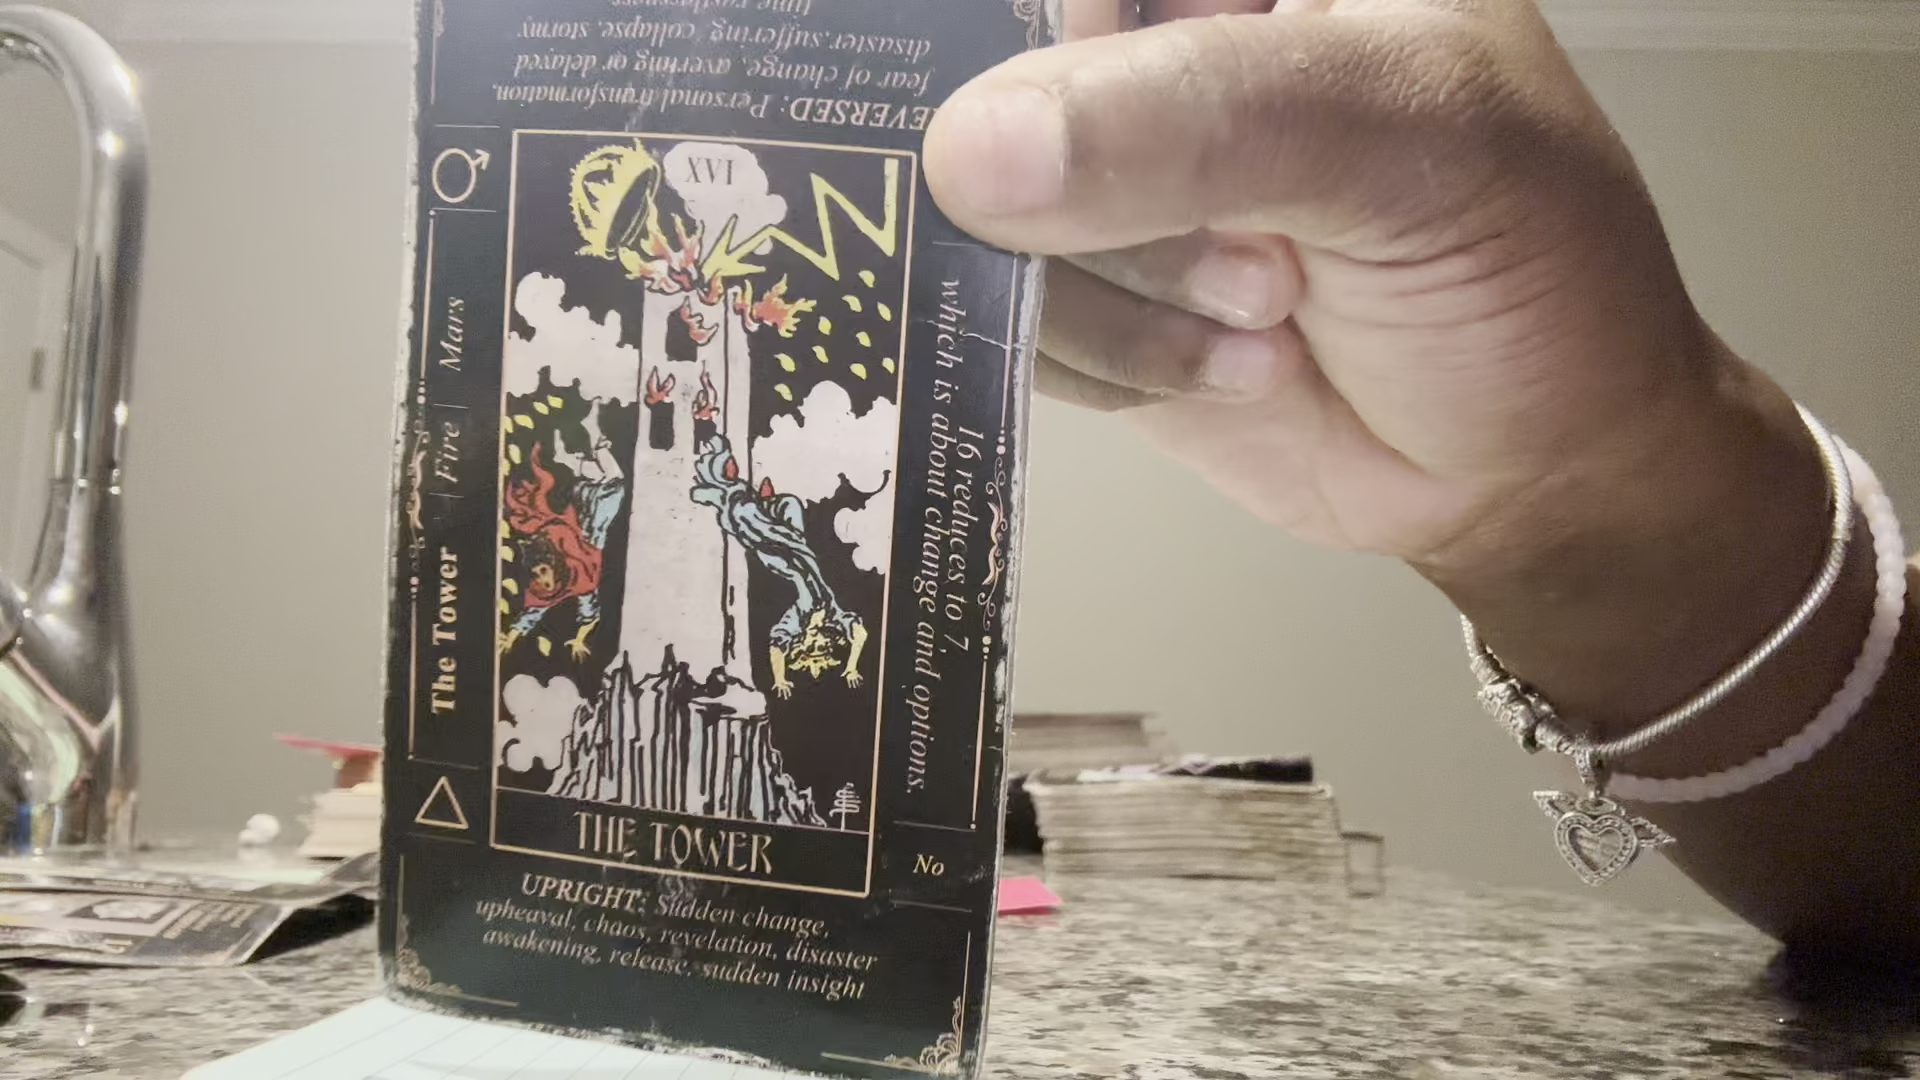 time restlessness
disaster, suffering, collapse, stormy
fear of change, averting or delayed
REVERSED: Personal transformation,
XVI
The Tower | Fire | Mars
16 reduces to 7,
which is about change and options.
THE TOWER
No
UPRIGHT: Sudden change,
upheaval, chaos, revelation, disaster
awakening, release, sudden insight